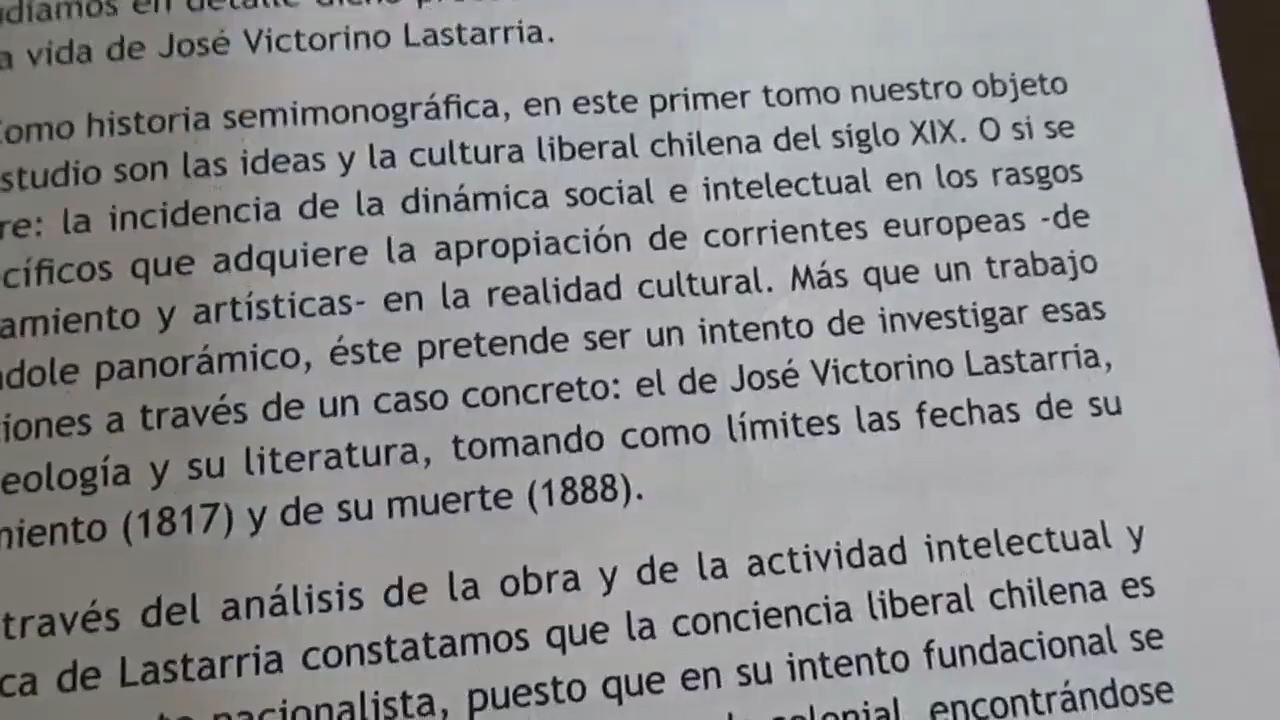 en detalle
a vida de José Victorino Lastarria.
Como historia semimonográfica, en este primer tomo nuestro objeto
studio son las ideas y la cultura liberal chilena del siglo XIX. O si se
re: la incidencia de la dinámica social e intelectual en los rasgos
cíficos que adquiere la apropiación de corrientes europeas -de
amiento y artísticas- en la realidad cultural. Más que un trabajo
dole panorámico, éste pretende ser un intento de investigar esas
iones a través de un caso concreto: el de José Victorino Lastarria,
eología y su literatura, tomando como límites las fechas de su
miento (1817) y de su muerte (1888).
través del análisis de la obra y de la actividad intelectual y
ca de Lastarria constatamos que la conciencia liberal chilena es
nacionalista, puesto que en su intento fundacional se
colonial, encontrándose